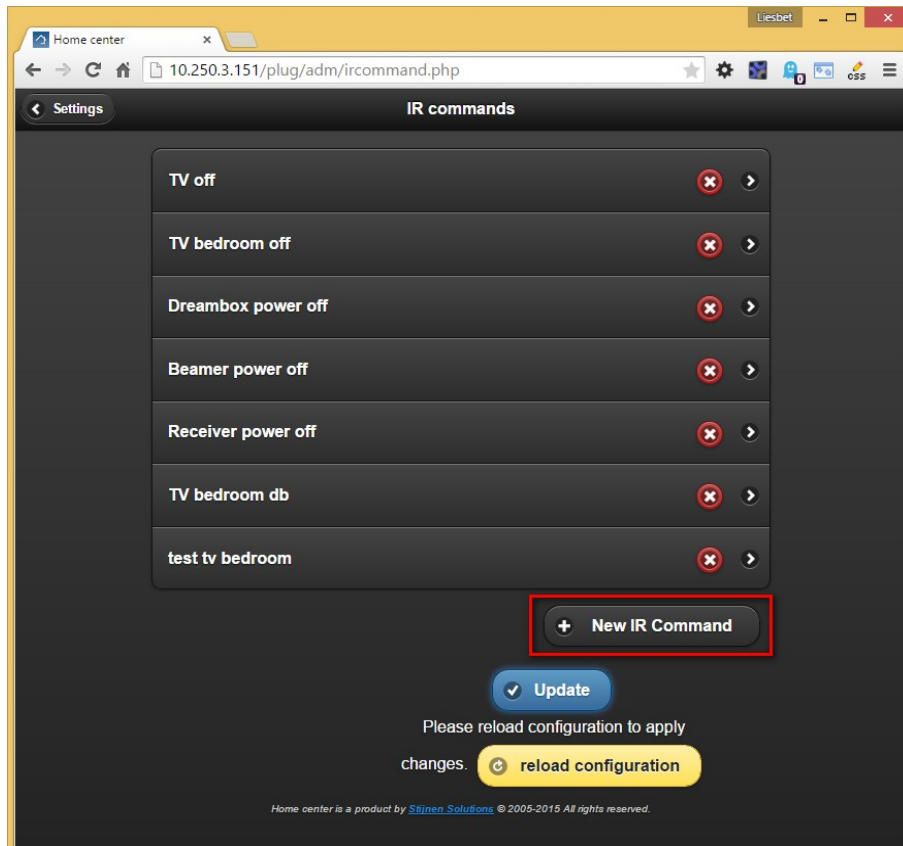 Liesbet
Home center
10.250.3.151/plug/adm/ircommand.php
0
css
Settings
IR commands
TV off
TV bedroom off
Dreambox power off
Beamer power off
Receiver power off
TV bedroom db
test tv bedroom
New IR Command
Update
Please reload configuration to apply
changes. reload configuration
Home center is a product by Stijnen Solutions © 2005-2015 All rights reserved.